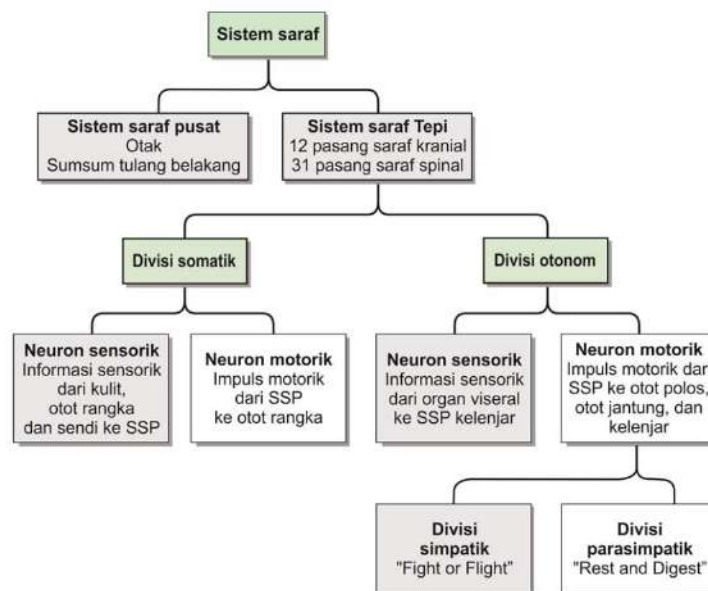 Sistem saraf
Sistem saraf pusat
Otak
Sumsum tulang belakang
Sistem saraf Tepi
12 pasang saraf kranial
31 pasang saraf spinal
Divisi somatik
Divisi otonom
Neuron sensorik
Informasi sensorik
dari kulit,
otot rangka
dan sendi ke SSP
Neuron motorik
Impuls motorik
dari SSP
ke otot rangka
Neuron sensorik
Informasi sensorik
dari organ viseral
ke SSP kelenjar
Neuron motorik
Impuls motorik dari
SSP ke otot polos,
otot jantung, dan
kelenjar
Divisi
simpatik
"Fight or Flight"
Divisi
parasimpatik
"Rest and Digest"